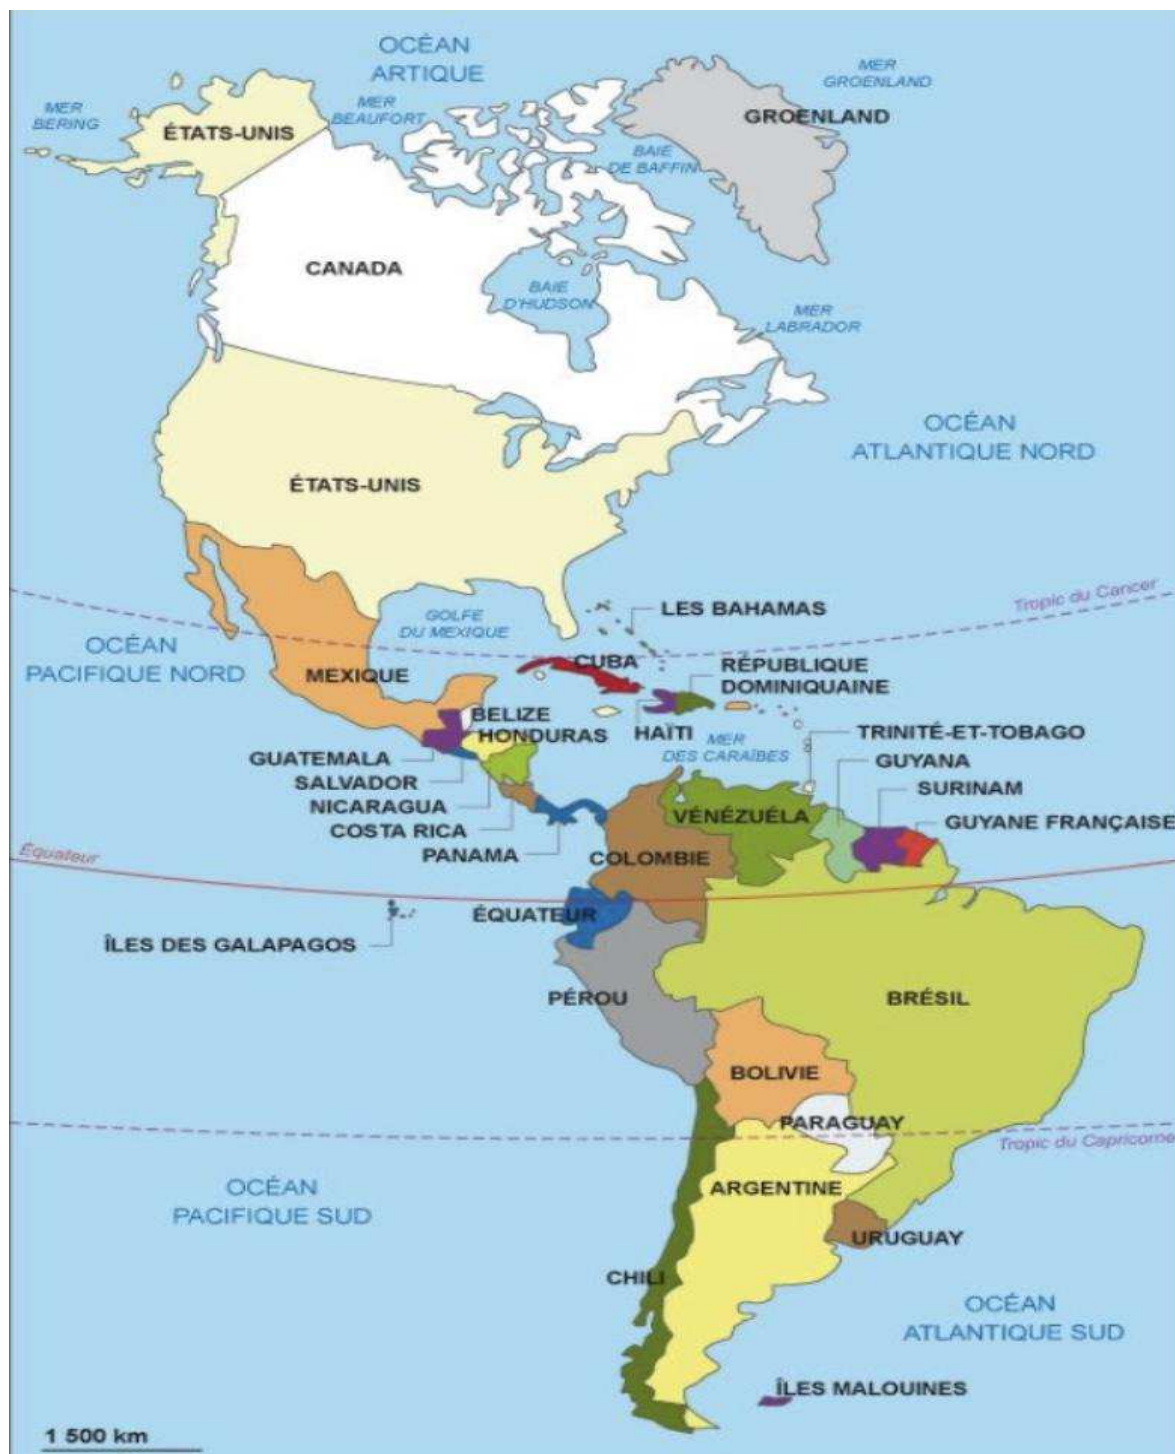 OCÉAN
ARTIQUE
MER
GROENLAND
MER
BERING
MER
BEAUFORT
ÉTATS-UNIS
GROENLAND
BAIE
DE BAFFIN
CANADA
BAIE
D'HUDSON
MER
LABRADOR
OCÉAN
ATLANTIQUE NORD
ÉTATS-UNIS
Tropic du Cancer
GOLFE
DU MEXIQUE
LES BAHAMAS
OCÉAN
PACIFIQUE NORD
MEXIQUE
CUBA
RÉPUBLIQUE
DOMINIQUAINE
BELIZE
HONDURAS
HAÏTI
MER
DES CARAÏBES
TRINITÉ-ET-TOBAGO
GUATEMALA
GUYANA
SALVADOR
SURINAM
NICARAGUA
VÉNÉZUÉLA
COSTA RICA
GUYANE FRANÇAISE
PANAMA
COLOMBIE
Équateur
ÉQUATEUR
ÎLES DES GALAPAGOS
PÉROU
BRÉSIL
BOLIVIE
PARAGUAY
Tropic du Capricorne
OCÉAN
PACIFIQUE SUD
ARGENTINE
URUGUAY
CHILI
OCÉAN
ATLANTIQUE SUD
ÎLES MALOUINES
1 500 km